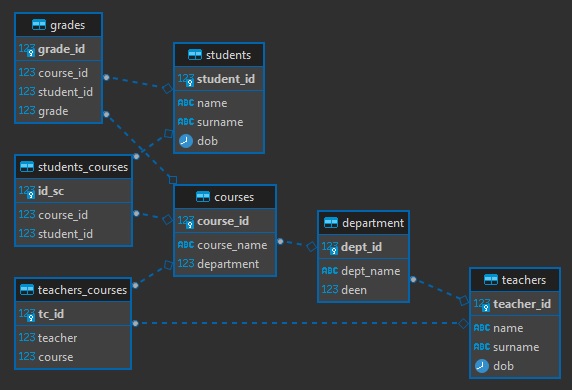 grades
123 grade_id
123 course_id
123 student_id
123 grade
students
123 student_id
ABC name
ABC surname
dob
students_courses
123 id_sc
123 course_id
123 student_id
courses
123 course_id
ABC course_name
123 department
department
123 dept_id
ABC dept_name
123 deen
teachers_courses
123 tc_id
123 teacher
123 course
teachers
123 teacher_id
ABC name
ABC surname
dob